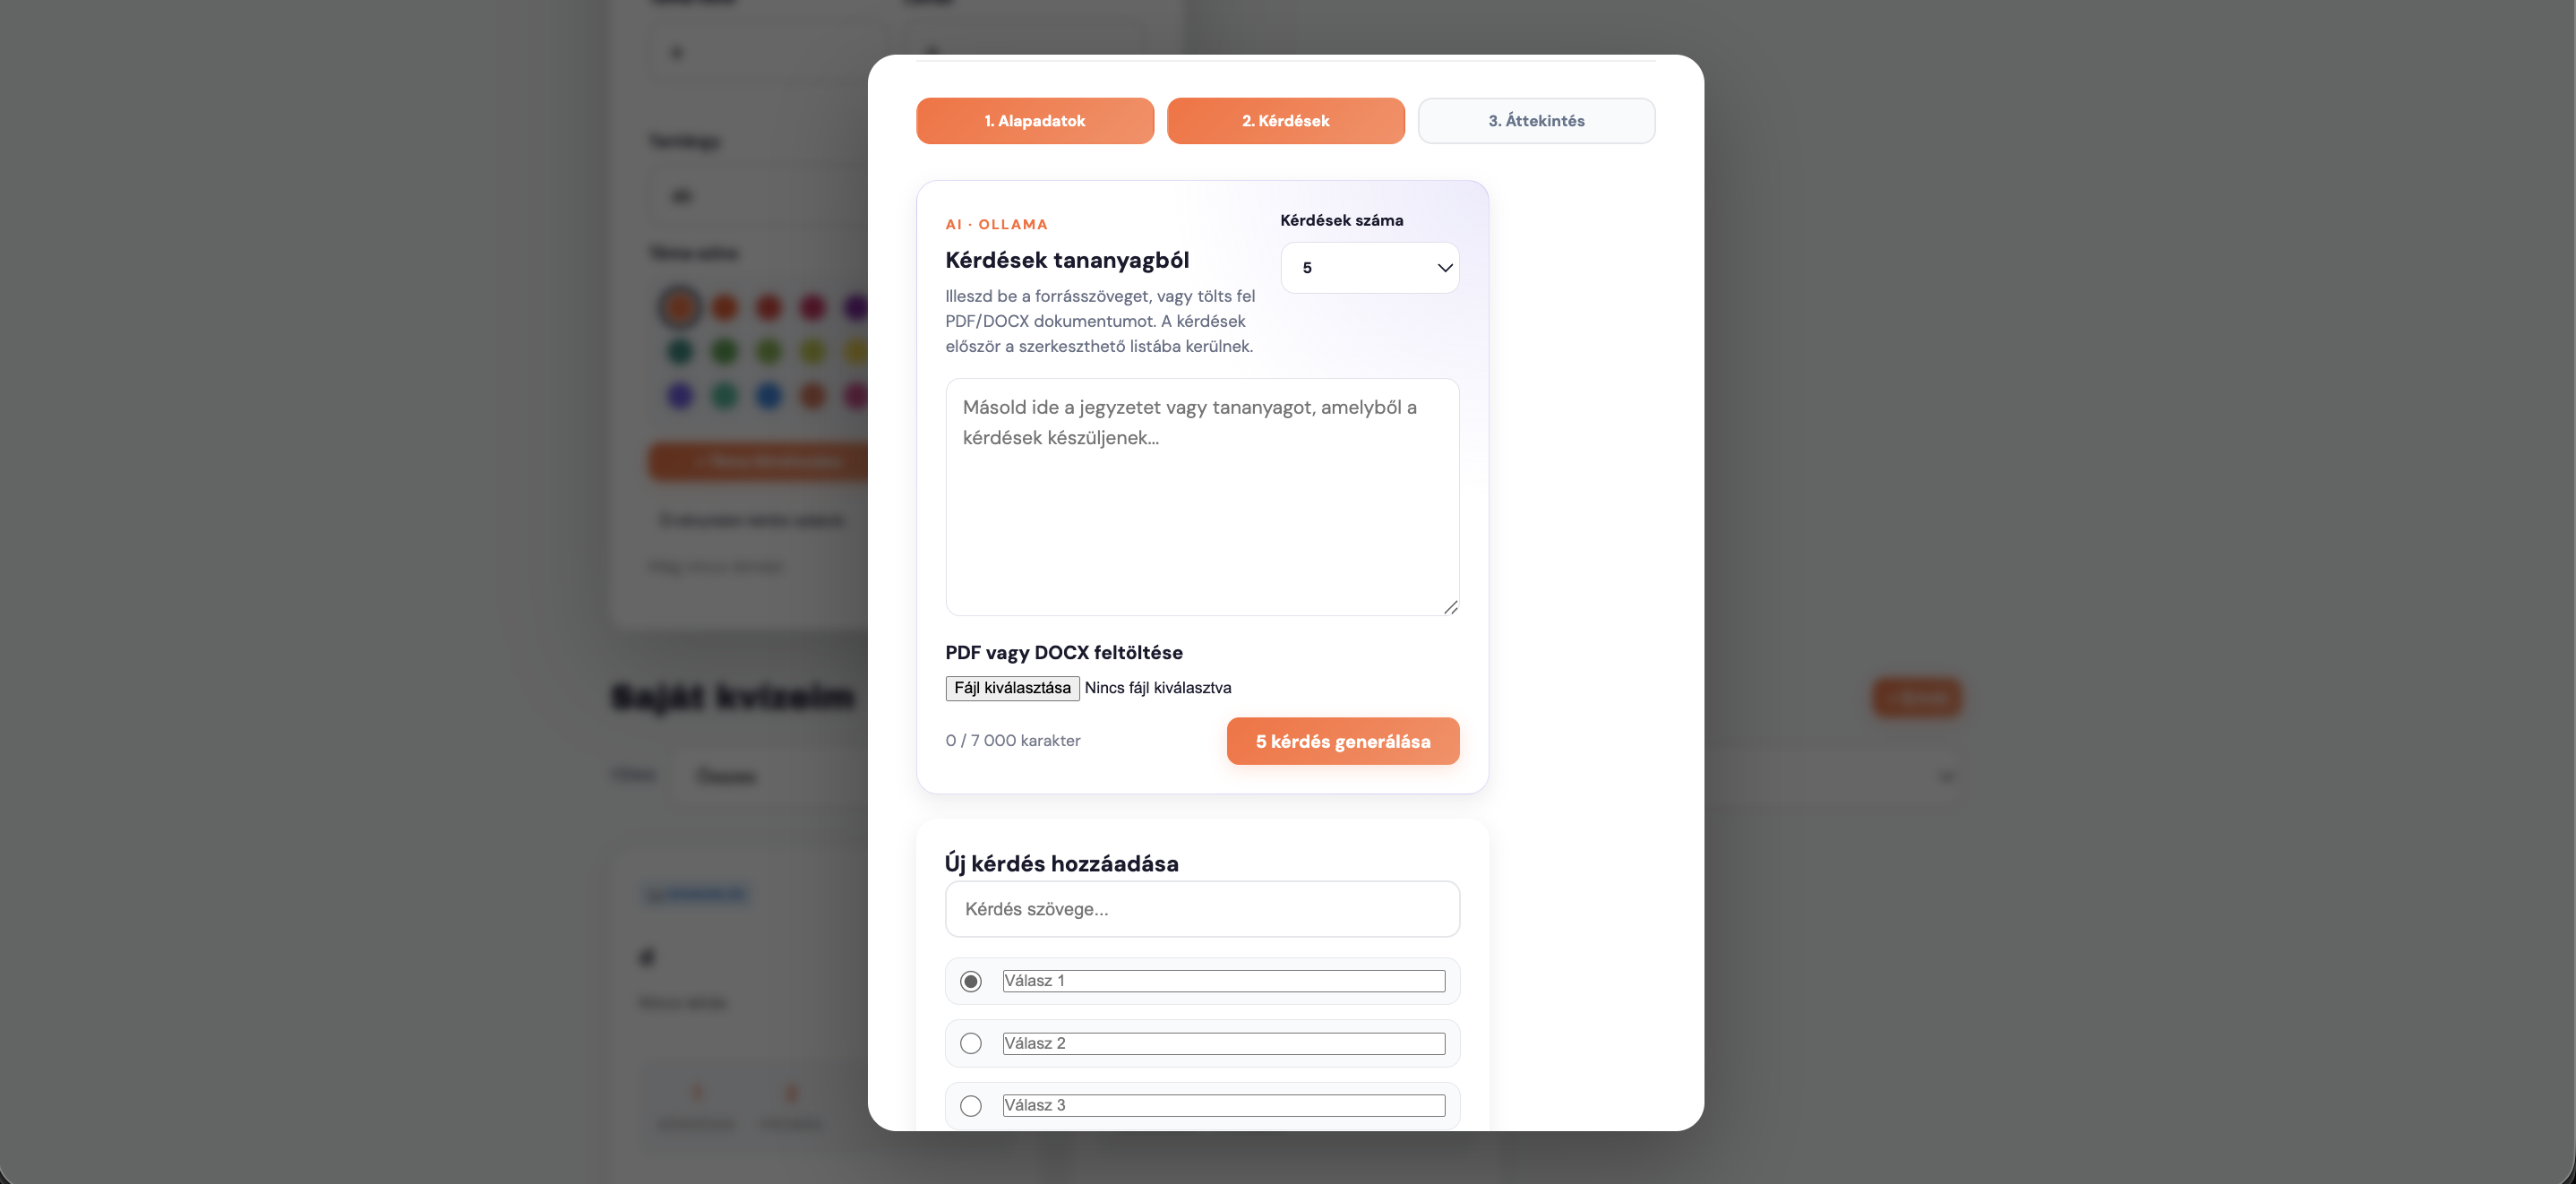 1. Alapadatok
2. Kérdések
3. Áttekintés
AI · OLLAMA
Kérdések tananyagból
Illeszd be a forrásszöveget, vagy tölts fel
PDF/DOCX dokumentumot. A kérdések
először a szerkeszthető listába kerülnek.
Kérdések száma
5
Másold ide a jegyzetet vagy tananyagot, amelyből a
kérdések készüljenek...
PDF vagy DOCX feltöltése
Fájl kiválasztása Nincs fájl kiválasztva
0 / 7 000 karakter
5 kérdés generálása
Új kérdés hozzáadása
Kérdés szövege...
Válasz 1
Válasz 2
Válasz 3
Saját kvízeim